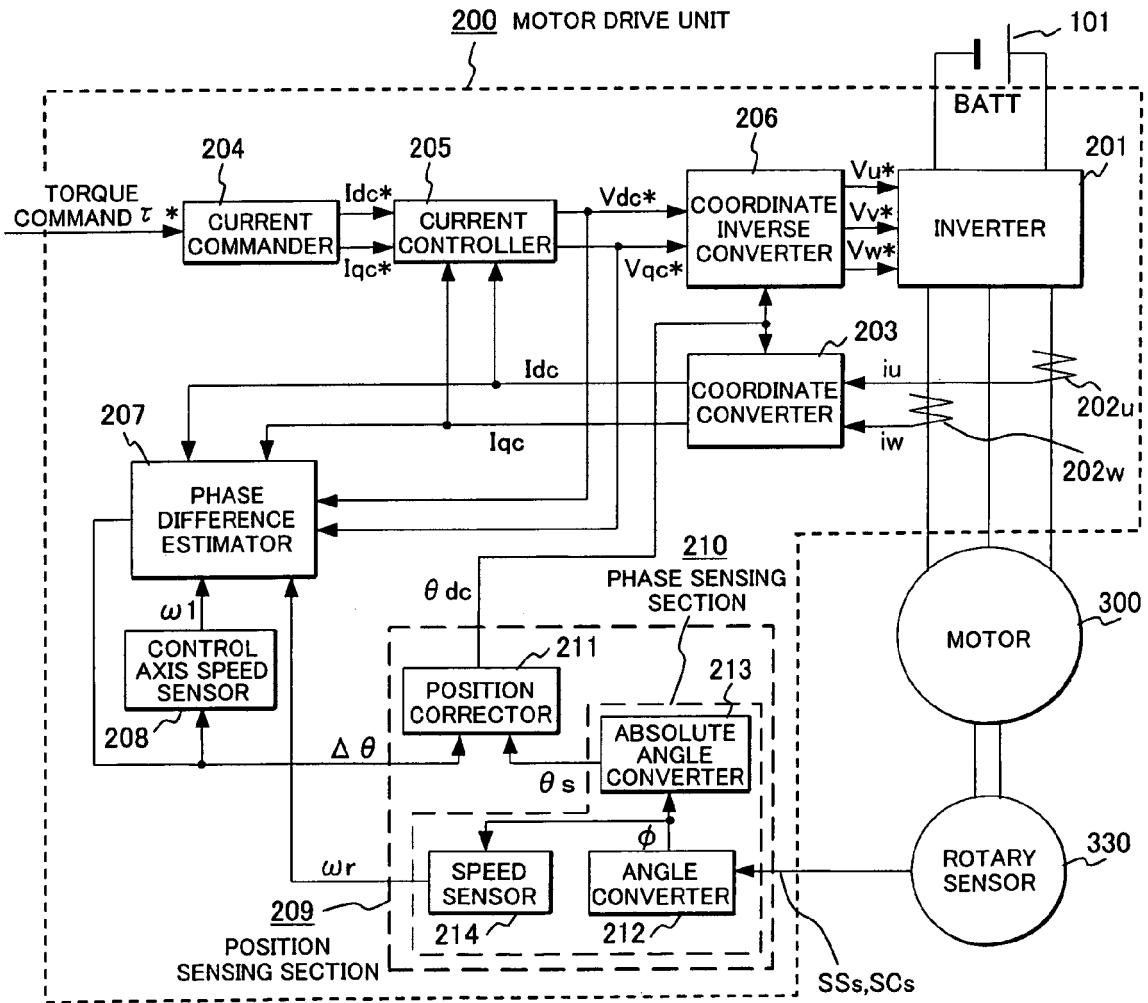 200 MOTOR DRIVE UNIT
101
BATT
204
205
206
201
TORQUE
COMMAND τ *
CURRENT
COMMANDER
Idc*
Iqc*
CURRENT
CONTROLLER
Vdc*
Vqc*
COORDINATE
INVERSE
CONVERTER
Vu*
Vv*
Vw*
INVERTER
203
Idc
COORDINATE
CONVERTER
iu
202u
207
Iqc
iw
202w
PHASE
DIFFERENCE
ESTIMATOR
210
PHASE SENSING
SECTION
θdc
ω1
300
MOTOR
CONTROL
AXIS SPEED
SENSOR
208
211
213
POSITION
CORRECTOR
ABSOLUTE
ANGLE
CONVERTER
Δθ
θs
φ
ωr
SPEED
SENSOR
ANGLE
CONVERTER
ROTARY
SENSOR
330
209
214
212
POSITION
SENSING SECTION
SSs,SCs